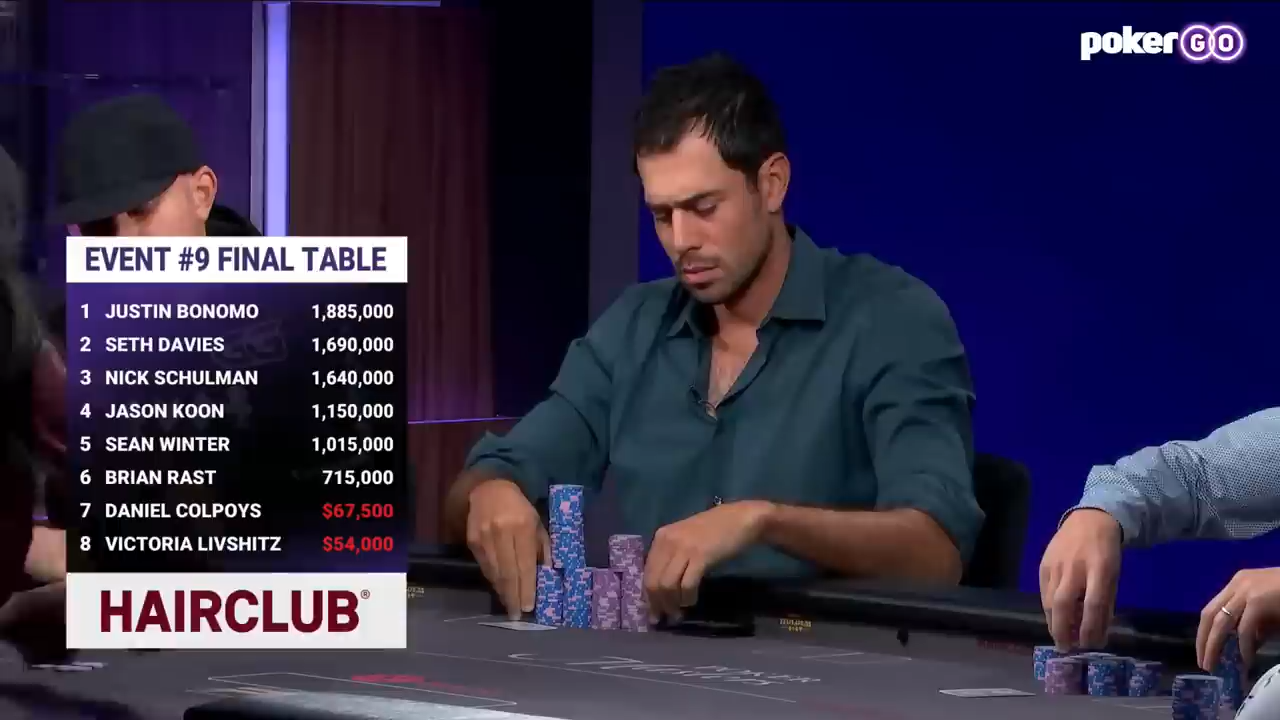 poker GO
EVENT #9 FINAL TABLE
1 JUSTIN BONOMO 1,885,000
2 SETH DAVIES 1,690,000
3 NICK SCHULMAN 1,640,000
4 JASON KOON 1,150,000
5 SEAN WINTER 1,015,000
6 BRIAN RAST 715,000
7 DANIEL COLPOYS $67,500
8 VICTORIA LIVSHITZ $54,000
HAIRCLUB®